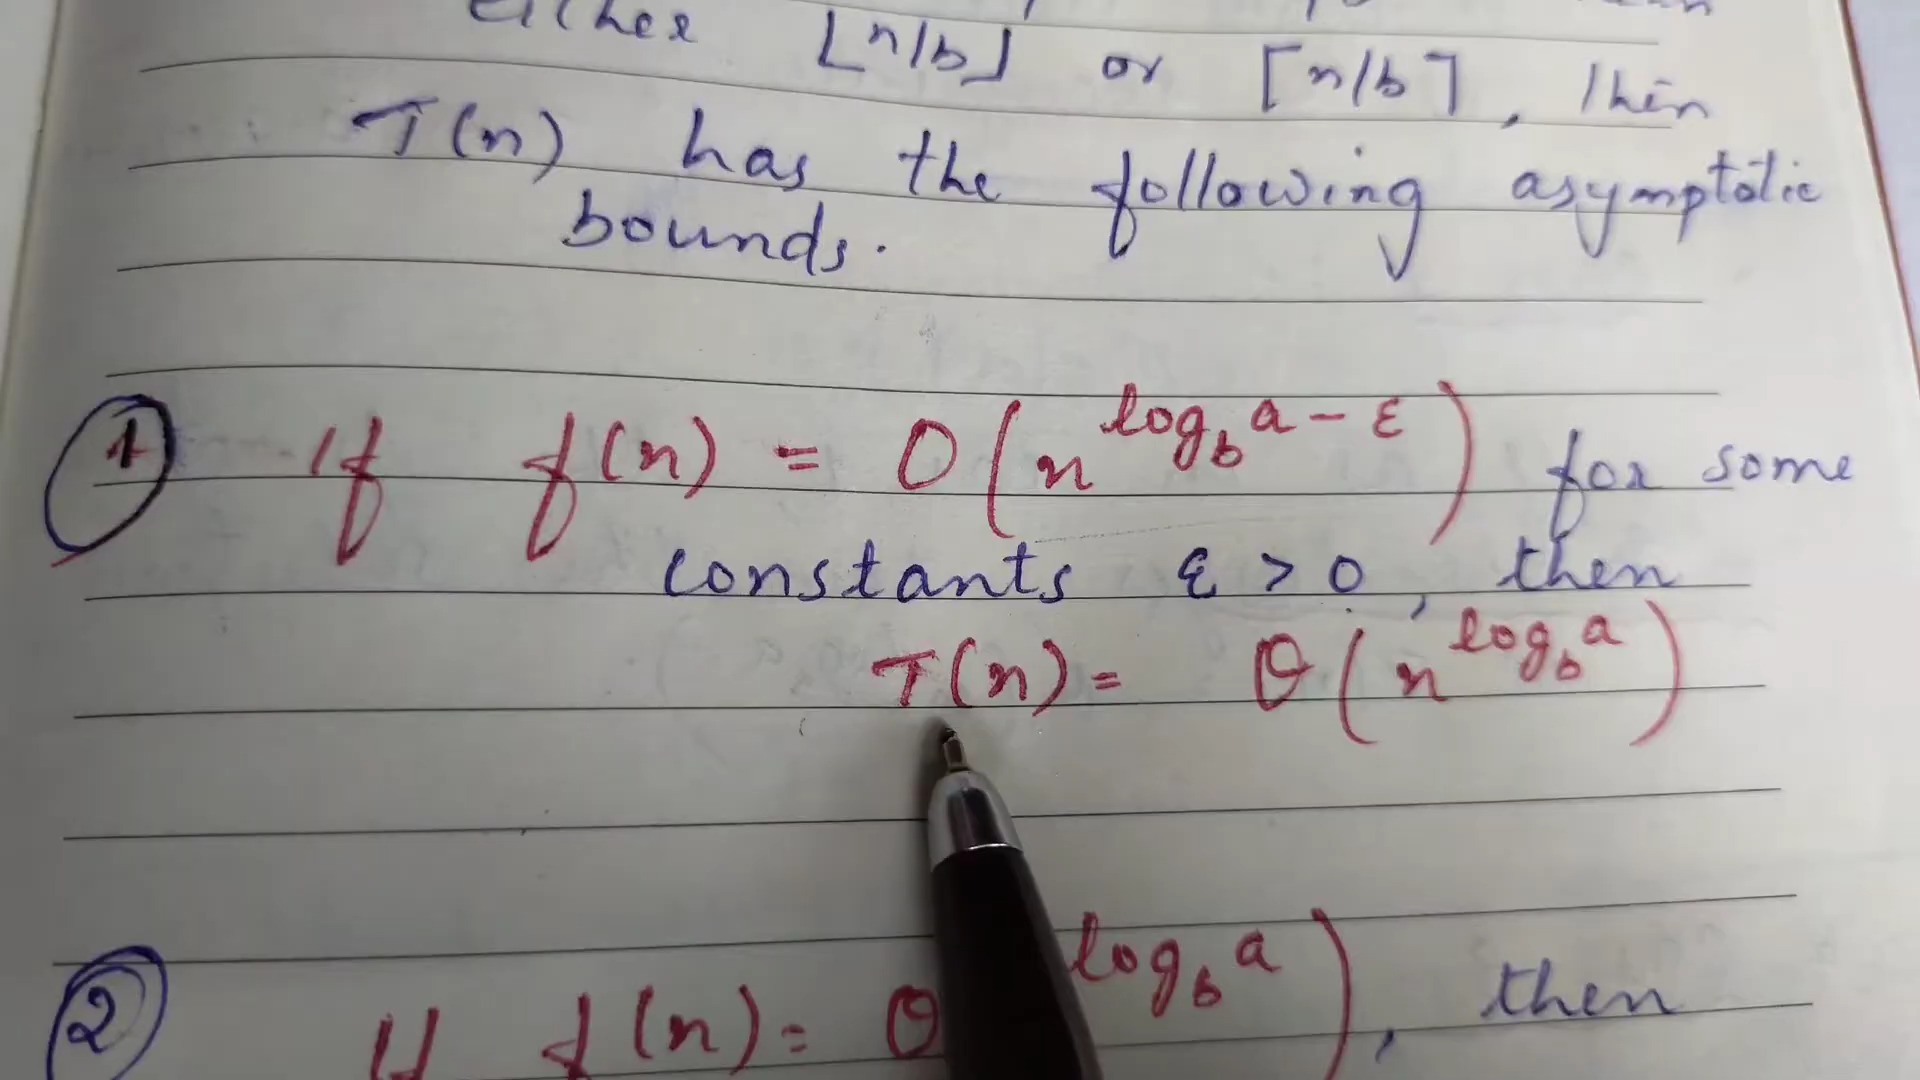 either ⌊n/b⌋ or ⌈n/b⌉, then
T(n) has the following asymptotic
bounds.
1 If f(n) = O(n^{log_b a - ε}) for some
constants ε > 0, then
T(n) = Θ(n^{log_b a})
2 If f(n) = Θ log_b a), then